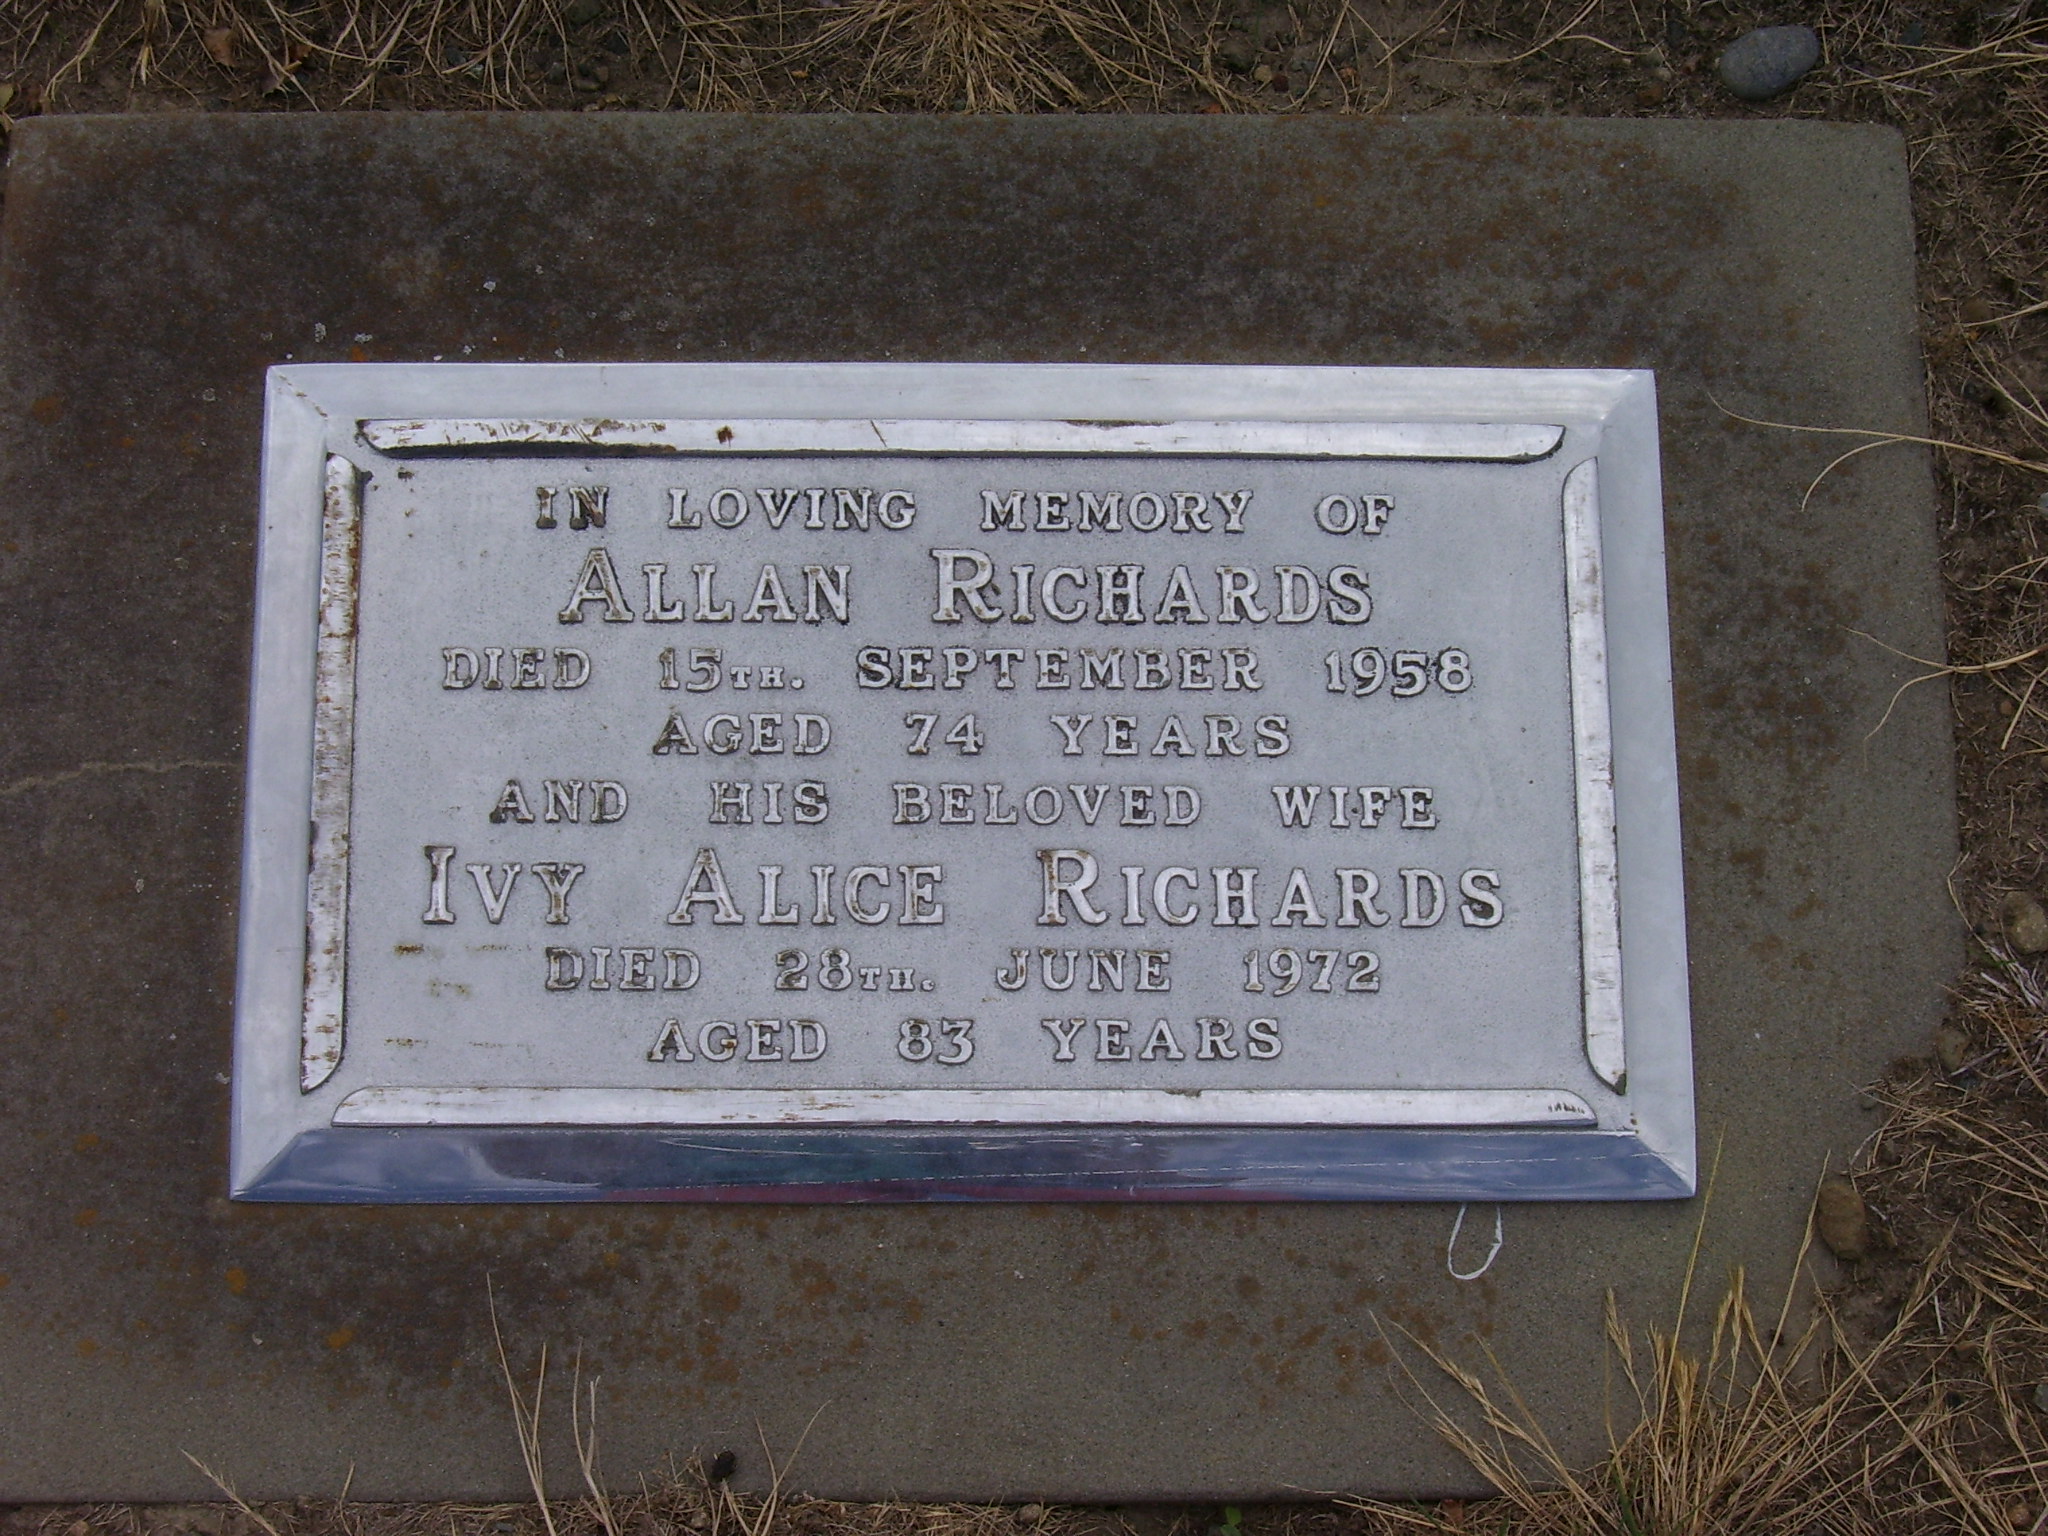 IN LOVING MEMORY OF
ALLAN RICHARDS
DIED 15TH. SEPTEMBER 1958
AGED 74 YEARS
AND HIS BELOVED WIFE
IVY ALICE RICHARDS
DIED 28TH. JUNE 1972
AGED 83 YEARS